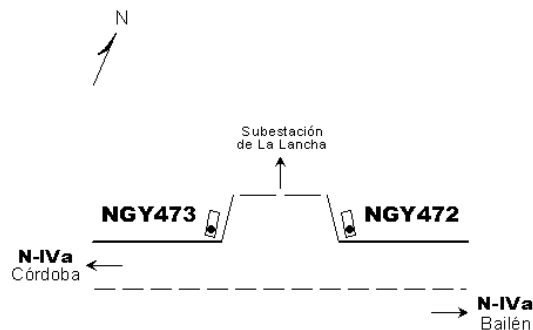 N
Subestación
de La Lancha
NGY473
NGY472
N-IVa
Córdoba
N-IVa
Bailén